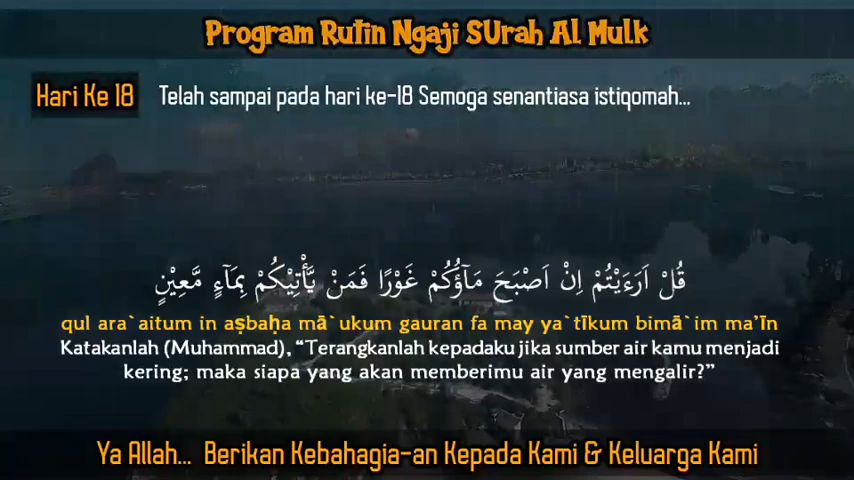 Program Rutin Ngaji SUrah Al Mulk
Hari Ke 18
Telah sampai pada hari ke-18 Semoga senantiasa istiqomah...
قُلْ اَرَءَيْتُمْ اِنْ اَصْبَحَ مَاۤؤُكُمْ غَوْرًا فَمَنْ يَّأْتِيْكُمْ بِمَاۤءٍ مَّعِيْنٍ
qul ara`aitum in aṣbaḥa mā`ukum gauran fa may ya`tīkum bimā`im ma’īn
Katakanlah (Muhammad), “Terangkanlah kepadaku jika sumber air kamu menjadi
kering; maka siapa yang akan memberimu air yang mengalir?”
Ya Allah... Berikan Kebahagia-an Kepada Kami & Keluarga Kami